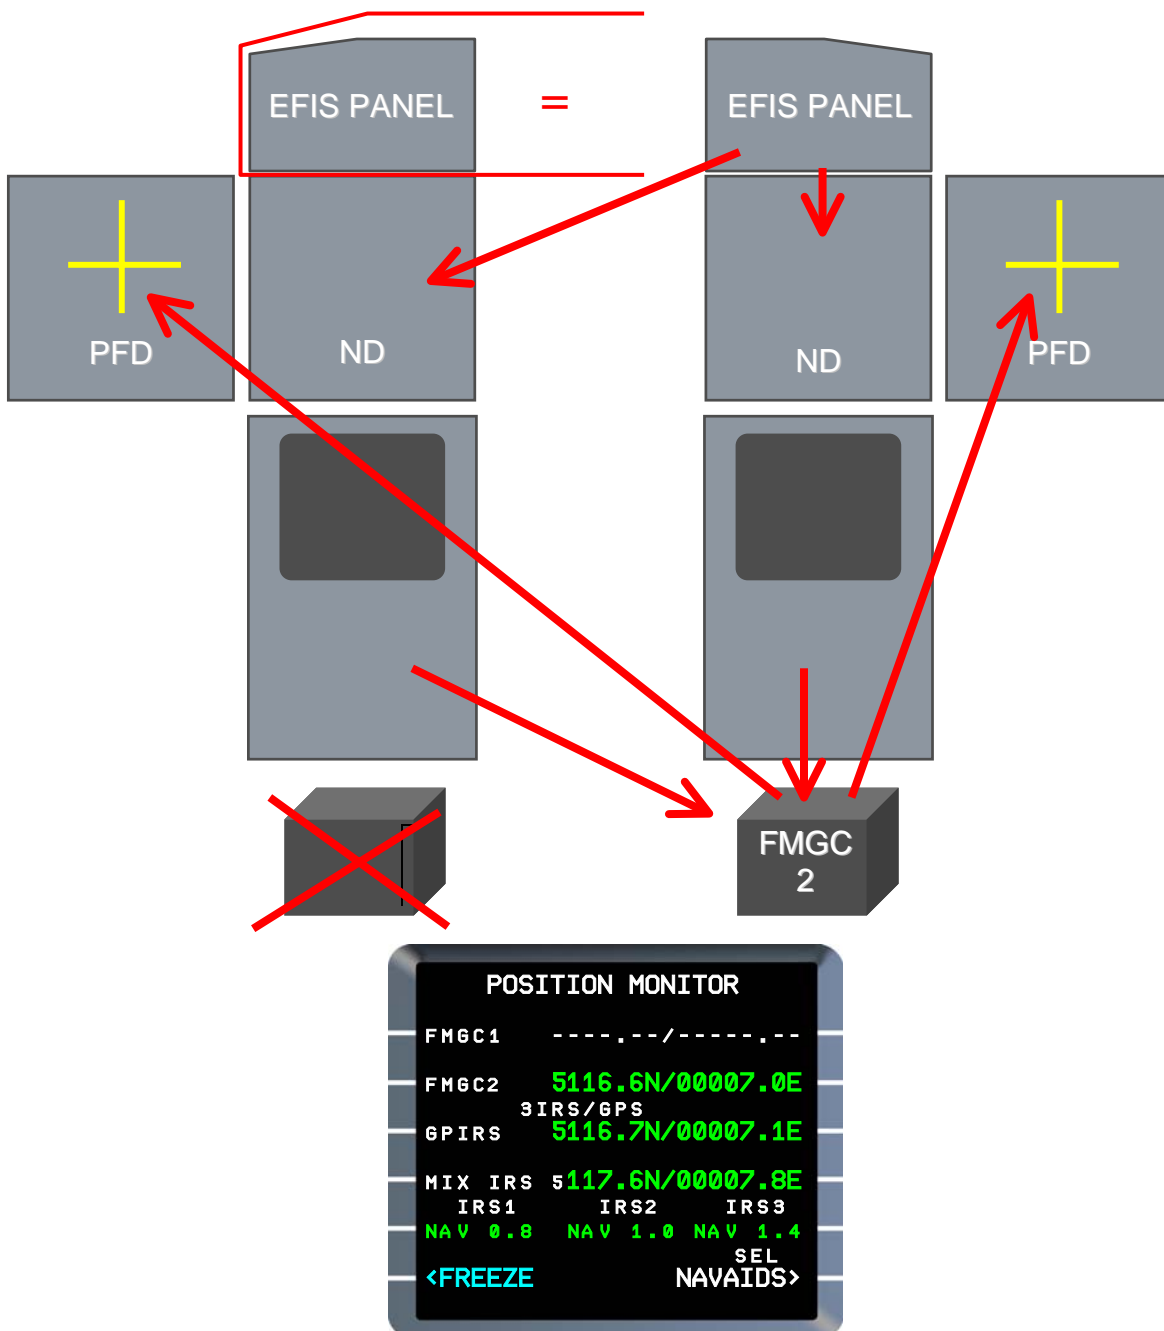 EFIS PANEL = EFIS PANEL
PFD ND ND PFD
FMGC
2
POSITION MONITOR
FMGC1 ----.--/-----.--
FMGC2 5116.6N/00007.0E
3IRS/GPS
GPIRS 5116.7N/00007.1E
MIX IRS 5117.6N/00007.8E
IRS1 IRS2 IRS3
NAV 0.8 NAV 1.0 NAV 1.4
SEL
<FREEZE NAVAIDS>